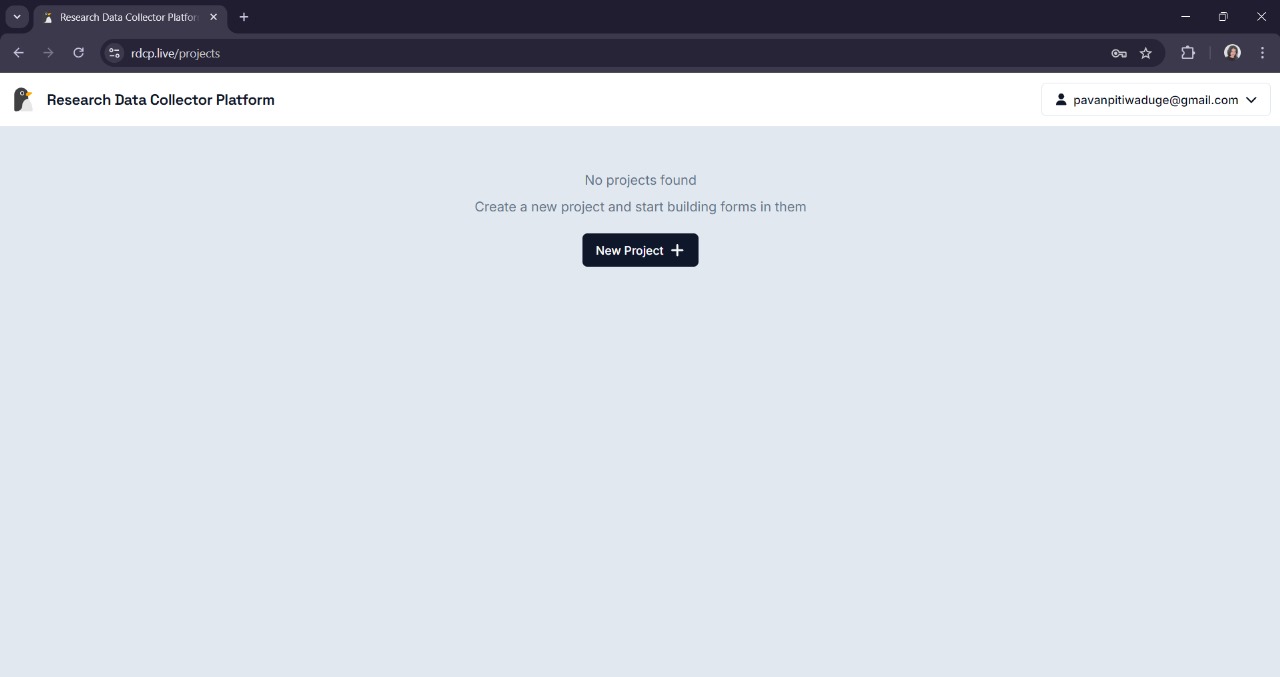 Research Data Collector Platfor
rdcp.live/projects
Research Data Collector Platform
pavanpitiwaduge@gmail.com
No projects found
Create a new project and start building forms in them
New Project